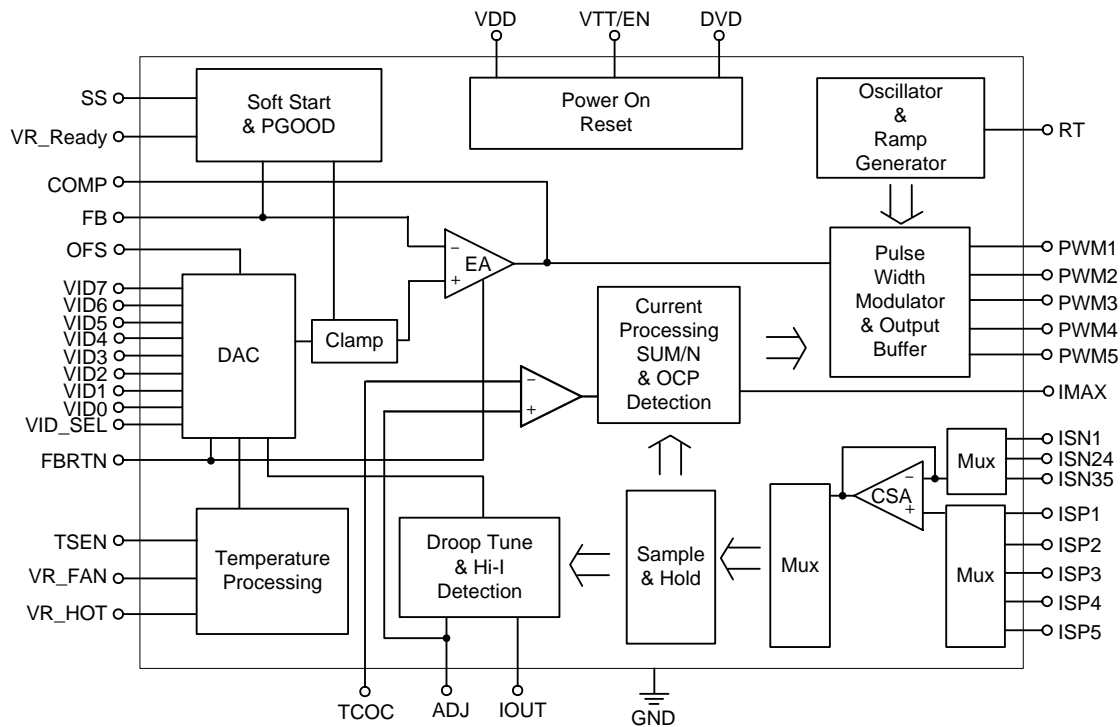 VDD
VTT/EN
DVD
SS
VR_Ready
COMP
FB
OFS
VID7
VID6
VID5
VID4
VID3
VID2
VID1
VID0
VID_SEL
FBRTN
TSEN
VR_FAN
VR_HOT
Soft Start
& PGOOD
Power On
Reset
Oscillator
&
Ramp
Generator
RT
−
EA
+
DAC
Clamp
Current
Processing
SUM/N
& OCP
Detection
Pulse
Width
Modulator
& Output
Buffer
PWM1
PWM2
PWM3
PWM4
PWM5
IMAX
−
+
Temperature
Processing
Droop Tune
& Hi-I
Detection
Sample
& Hold
Mux
−
CSA
+
Mux
Mux
ISN1
ISN24
ISN35
ISP1
ISP2
ISP3
ISP4
ISP5
TCOC
ADJ
IOUT
GND